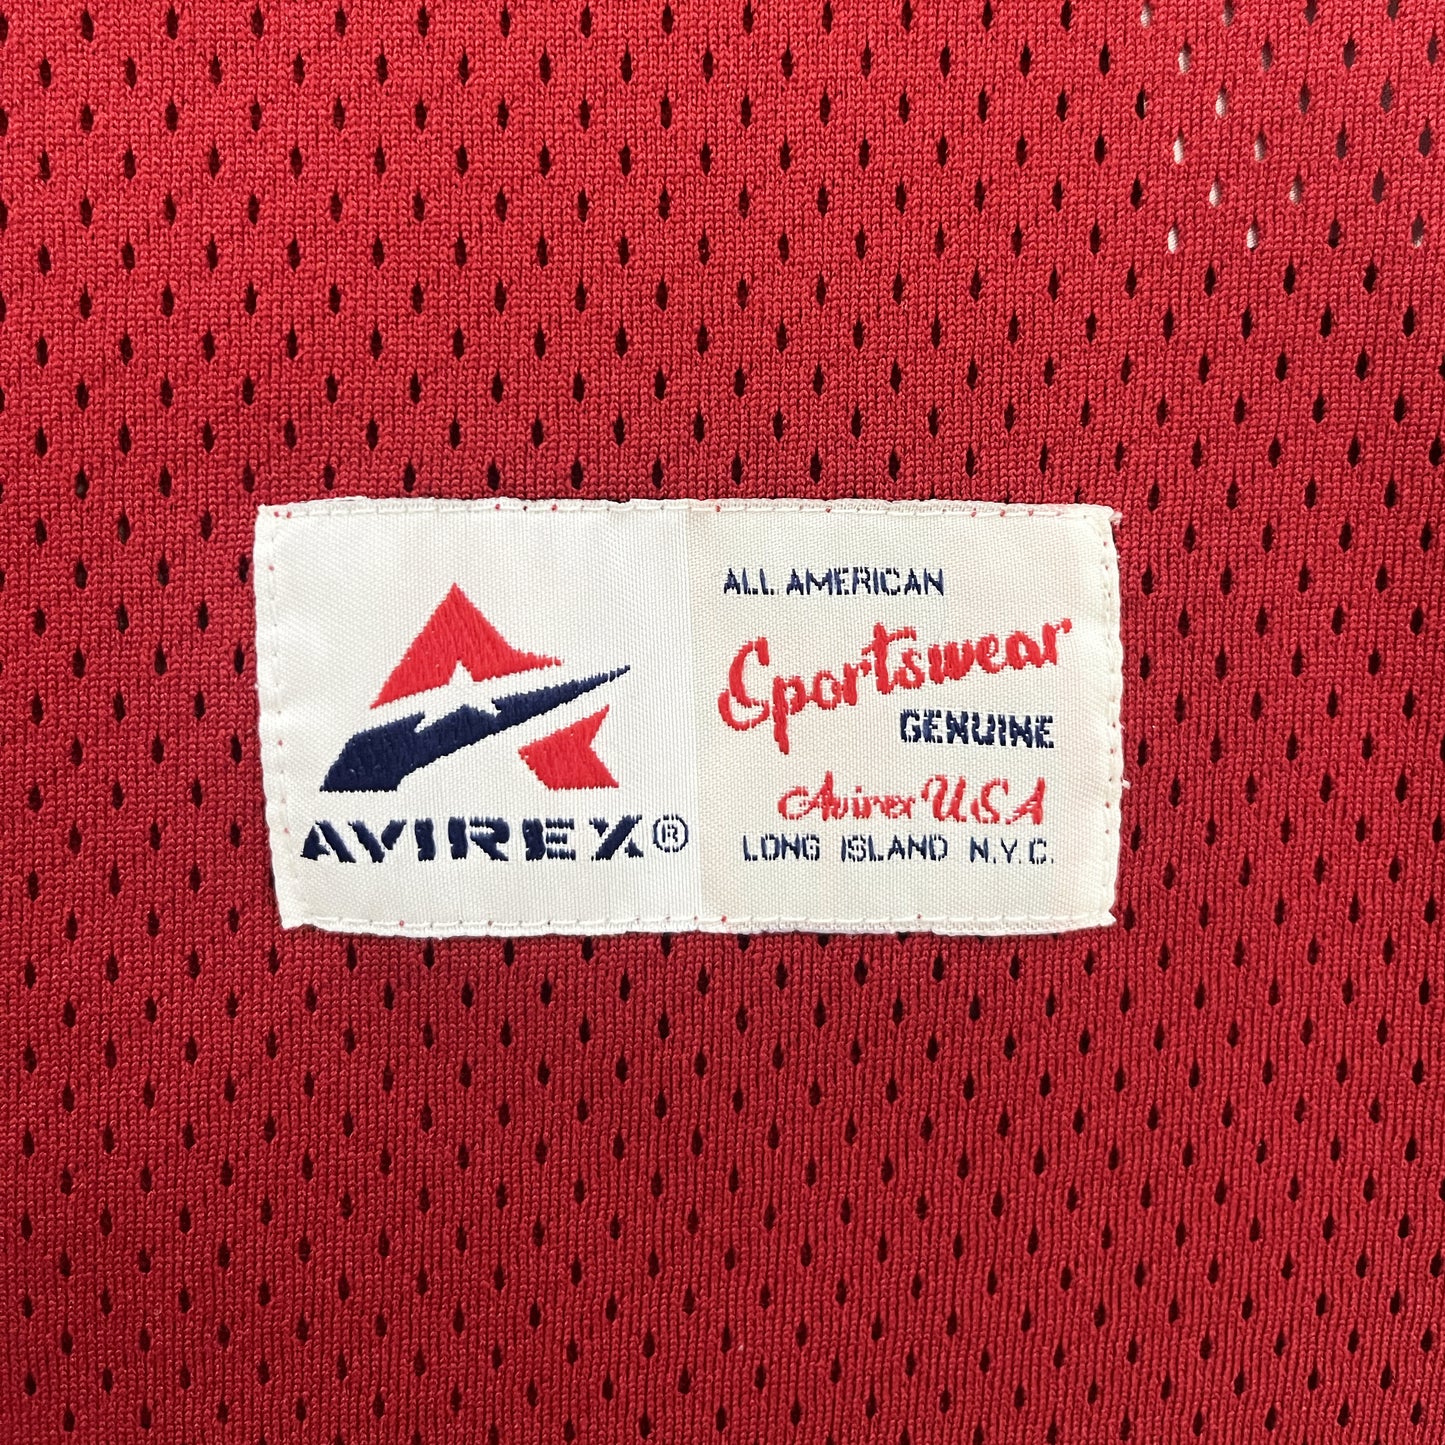 AVIREX®
ALL AMERICAN
Sportswear
GENUINE
Avirex U.S.A
LONG ISLAND N.Y.C.